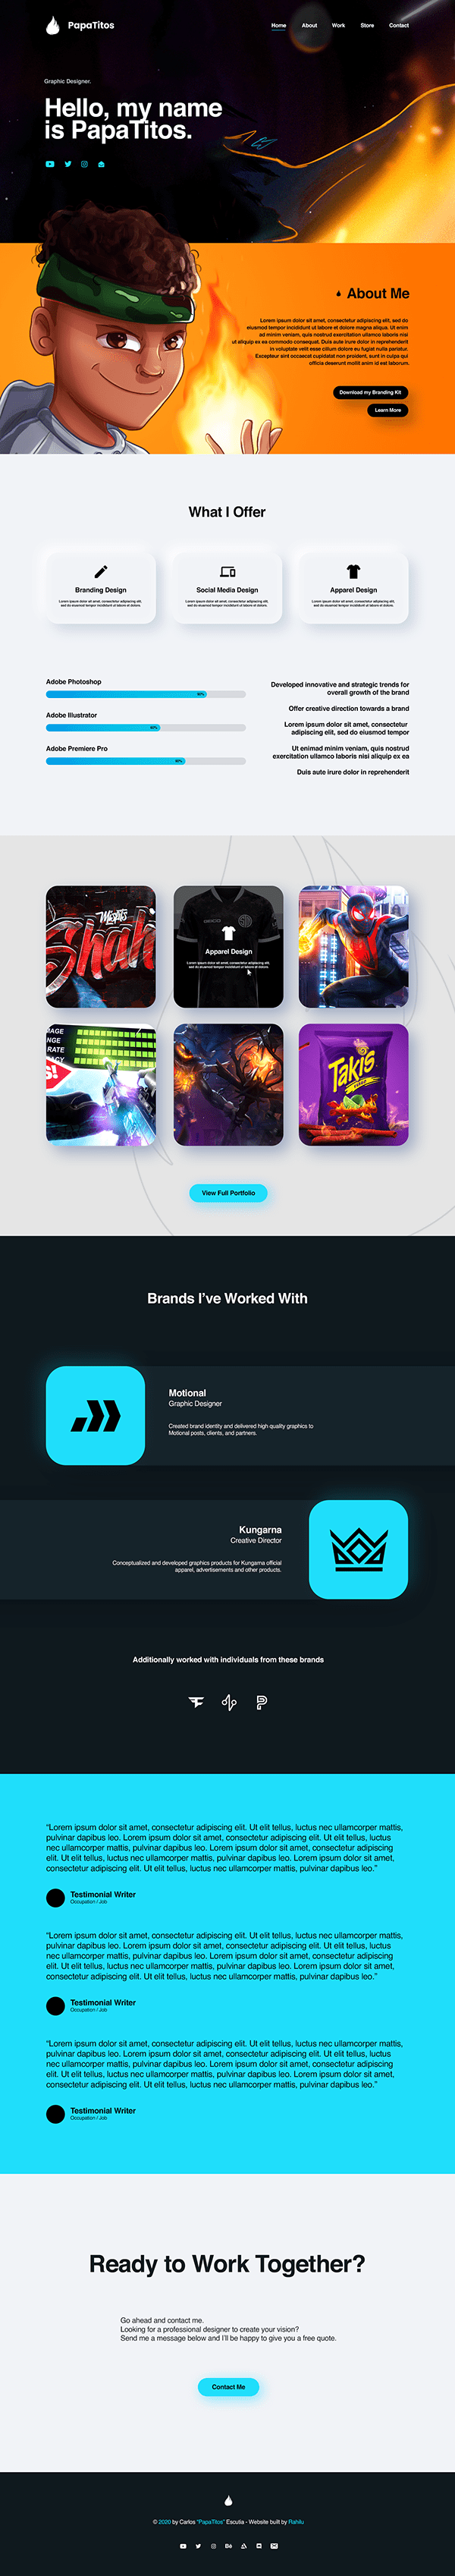 PapaTitos
Home About Work Store Contact
Graphic Designer.
Hello, my name
is PapaTitos.
About Me
Lorem ipsum dolor sit amet, consectetur adipiscing elit, sed do
eiusmod tempor incididunt ut labore et dolore magna aliqua. Ut enim
ad minim veniam, quis nostrud exercitation ullamco laboris nisi
ut aliquip ex ea commodo consequat. Duis aute irure dolor in reprehenderit
in voluptate velit esse cillum dolore eu fugiat nulla pariatur.
Excepteur sint occaecat cupidatat non proident, sunt in culpa qui
officia deserunt mollit anim id est laborum.
Download my Branding Kit
Learn More
What I Offer
Branding Design
Lorem ipsum dolor sit amet, consectetur adipiscing elit,
sed do eiusmod tempor incididunt ut labore et dolore.
Social Media Design
Lorem ipsum dolor sit amet, consectetur adipiscing elit,
sed do eiusmod tempor incididunt ut labore et dolore.
Apparel Design
Lorem ipsum dolor sit amet, consectetur adipiscing elit,
sed do eiusmod tempor incididunt ut labore et dolore.
Adobe Photoshop
Adobe Illustrator
Adobe Premiere Pro
Developed innovative and strategic trends for
overall growth of the brand
Offer creative direction towards a brand
Lorem ipsum dolor sit amet, consectetur
adipiscing elit, sed do eiusmod tempor
Ut enimad minim veniam, quis nostrud
exercitation ullamco laboris nisi aliquip ex ea
Duis aute irure dolor in reprehenderit
Misfits
Shah
GEICO
Apparel Design
Lorem ipsum dolor sit amet, consectetur adipiscing elit,
sed do eiusmod tempor incididunt ut labore et dolore.
RATE
Takis
View Full Portfolio
Brands I've Worked With
Motional
Graphic Designer
Created brand identity and delivered high quality graphics to
Motional posts, clients, and partners.
Kungarna
Creative Director
Conceptualized and developed graphics products for Kungarna official
apparel, advertisements and other products.
Additionally worked with individuals from these brands
“Lorem ipsum dolor sit amet, consectetur adipiscing elit. Ut elit tellus, luctus nec ullamcorper mattis,
pulvinar dapibus leo. Lorem ipsum dolor sit amet, consectetur adipiscing elit. Ut elit tellus, luctus
nec ullamcorper mattis, pulvinar dapibus leo. Lorem ipsum dolor sit amet, consectetur adipiscing
elit. Ut elit tellus, luctus nec ullamcorper mattis, pulvinar dapibus leo. Lorem ipsum dolor sit amet,
consectetur adipiscing elit. Ut elit tellus, luctus nec ullamcorper mattis, pulvinar dapibus leo.”
Testimonial Writer
Occupation / Job
“Lorem ipsum dolor sit amet, consectetur adipiscing elit. Ut elit tellus, luctus nec ullamcorper mattis,
pulvinar dapibus leo. Lorem ipsum dolor sit amet, consectetur adipiscing elit. Ut elit tellus, luctus
nec ullamcorper mattis, pulvinar dapibus leo. Lorem ipsum dolor sit amet, consectetur adipiscing
elit. Ut elit tellus, luctus nec ullamcorper mattis, pulvinar dapibus leo. Lorem ipsum dolor sit amet,
consectetur adipiscing elit. Ut elit tellus, luctus nec ullamcorper mattis, pulvinar dapibus leo.”
Testimonial Writer
Occupation / Job
“Lorem ipsum dolor sit amet, consectetur adipiscing elit. Ut elit tellus, luctus nec ullamcorper mattis,
pulvinar dapibus leo. Lorem ipsum dolor sit amet, consectetur adipiscing elit. Ut elit tellus, luctus
nec ullamcorper mattis, pulvinar dapibus leo. Lorem ipsum dolor sit amet, consectetur adipiscing
elit. Ut elit tellus, luctus nec ullamcorper mattis, pulvinar dapibus leo. Lorem ipsum dolor sit amet,
consectetur adipiscing elit. Ut elit tellus, luctus nec ullamcorper mattis, pulvinar dapibus leo.”
Testimonial Writer
Occupation / Job
Ready to Work Together?
Go ahead and contact me.
Looking for a professional designer to create your vision?
Send me a message below and I'll be happy to give you a free quote.
Contact Me
© 2020 by Carlos “PapaTitos” Escutia - Website built by Rahilu